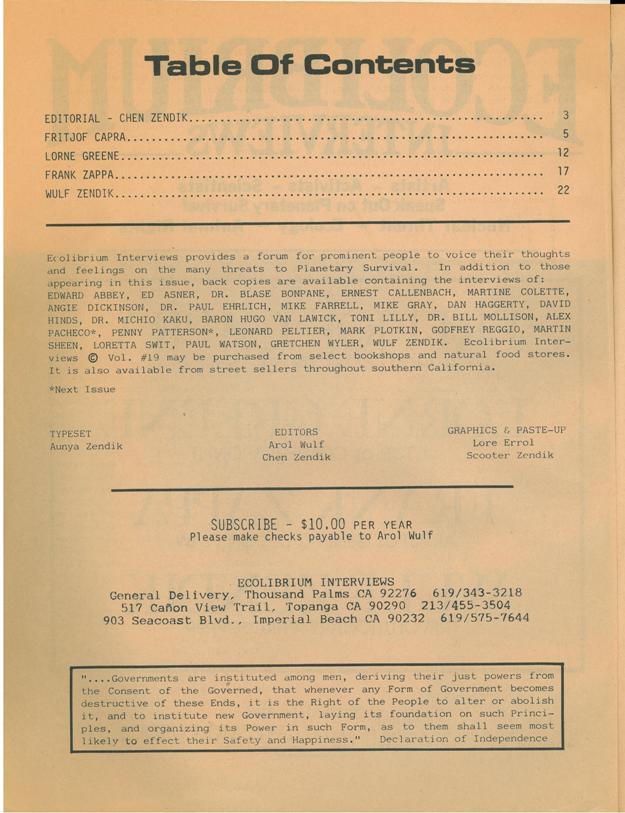 Table Of Contents
EDITORIAL - CHEN ZENDIK.................................................... 3
FRITJOF CAPRA.............................................................. 5
LORNE GREENE............................................................... 12
FRANK ZAPPA................................................................ 17
WULF ZENDIK................................................................ 22
Ecolibrium Interviews provides a forum for prominent people to voice their thoughts
and feelings on the many threats to Planetary Survival. In addition to those
appearing in this issue, back copies are available containing the interviews of:
EDWARD ABBEY, ED ASNER, DR. BLASE BONPANE, ERNEST CALLENBACH, MARTINE COLETTE,
ANGIE DICKINSON, DR. PAUL EHRLICH, MIKE FARRELL, MIKE GRAY, DAN HAGGERTY, DAVID
HINDS, DR. MICHIO KAKU, BARON HUGO VAN LAWICK, TONI LILLY, DR. BILL MOLLISON, ALEX
PACHECO*, PENNY PATTERSON*, LEONARD PELTIER, MARK PLOTKIN, GODFREY REGGIO, MARTIN
SHEEN, LORETTA SWIT, PAUL WATSON, GRETCHEN WYLER, WULF ZENDIK. Ecolibrium Inter-
views © Vol. #19 may be purchased from select bookshops and natural food stores.
It is also available from street sellers throughout southern California.
*Next Issue
TYPESET
Aunya Zendik
EDITORS
Arol Wulf
Chen Zendik
GRAPHICS & PASTE-UP
Lore Errol
Scooter Zendik
SUBSCRIBE - $10.00 PER YEAR
Please make checks payable to Arol Wulf
ECOLIBRIUM INTERVIEWS
General Delivery, Thousand Palms CA 92276 619/343-3218
517 Cañon View Trail, Topanga CA 90290 213/455-3504
903 Seacoast Blvd., Imperial Beach CA 90232 619/575-7644
"....Governments are instituted among men, deriving their just powers from
the Consent of the Governed, that whenever any Form of Government becomes
destructive of these Ends, it is the Right of the People to alter or abolish
it, and to institute new Government, laying its foundation on such Princi-
ples, and organizing its Power in such Form, as to them shall seem most
likely to effect their Safety and Happiness." Declaration of Independence